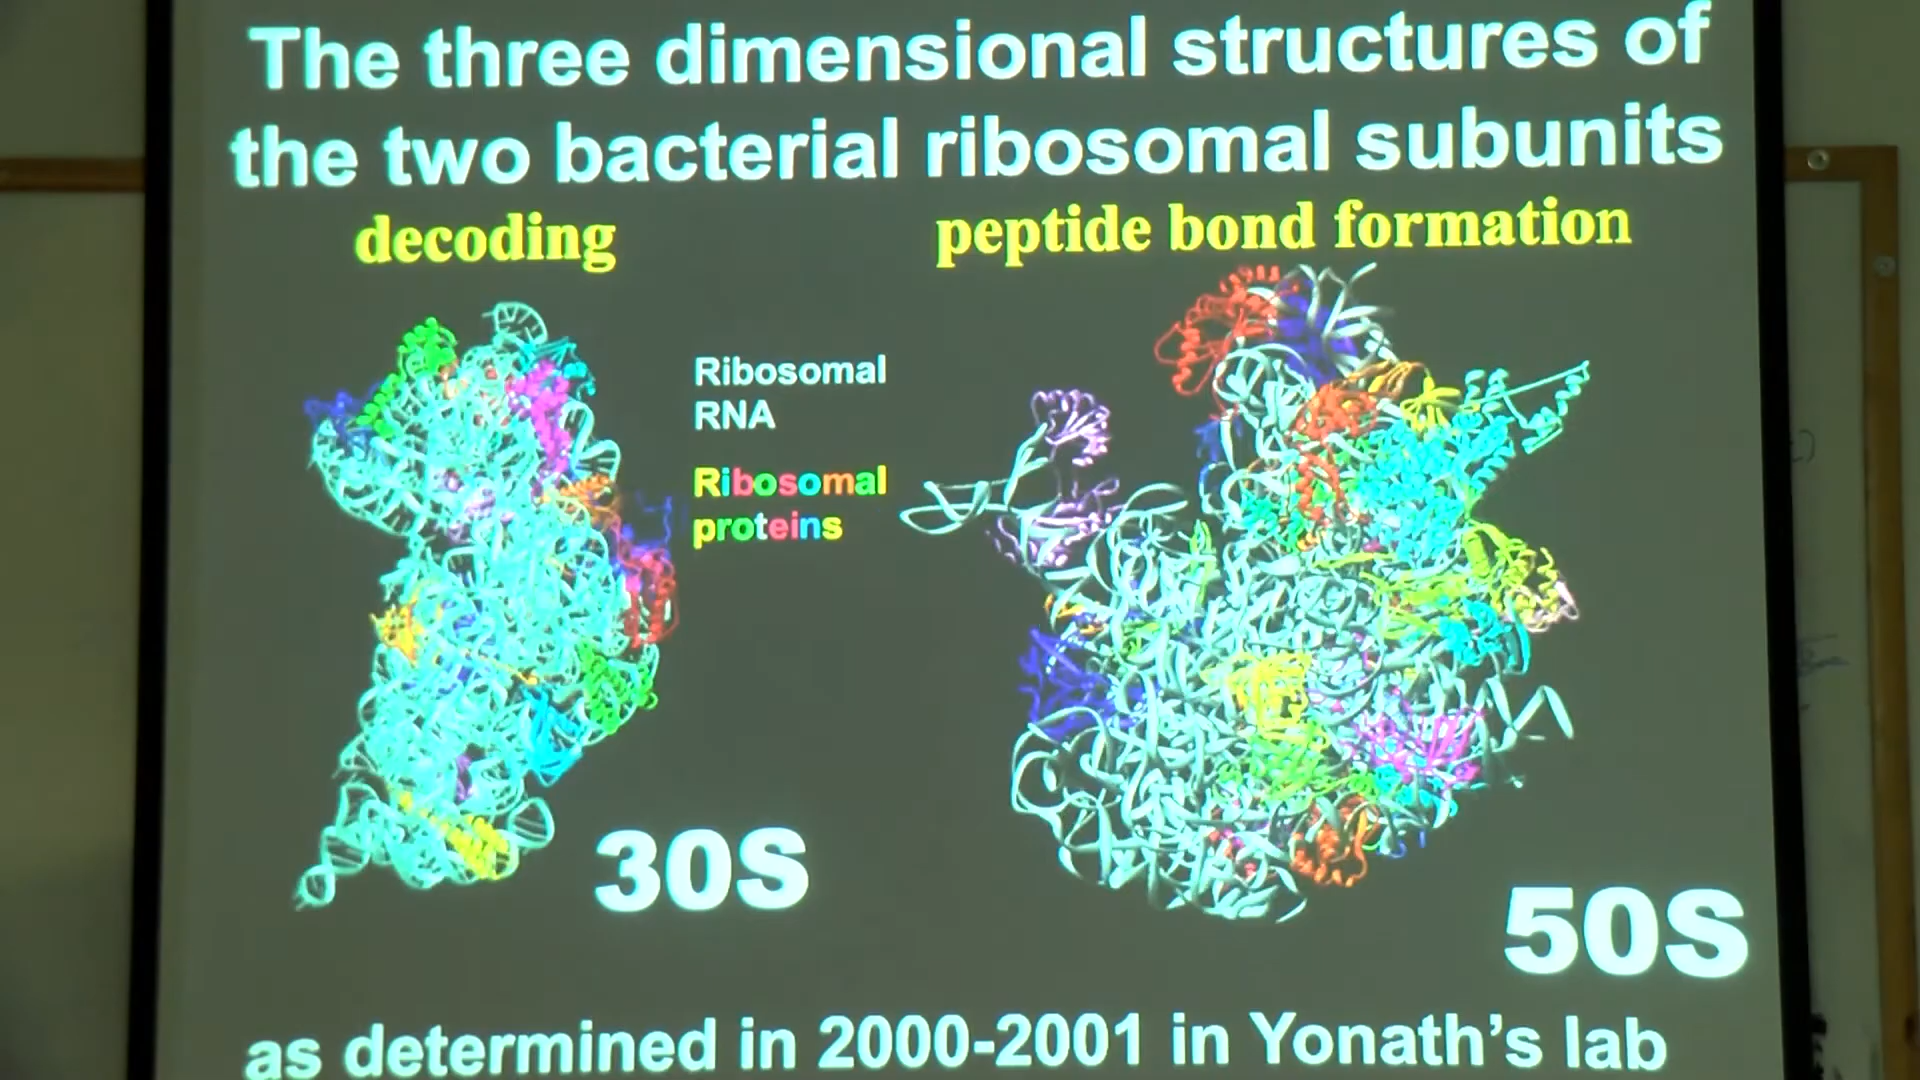 The three dimensional structures of
the two bacterial ribosomal subunits
decoding
peptide bond formation
Ribosomal
RNA
Ribosomal
proteins
30S
50S
as determined in 2000-2001 in Yonath's lab